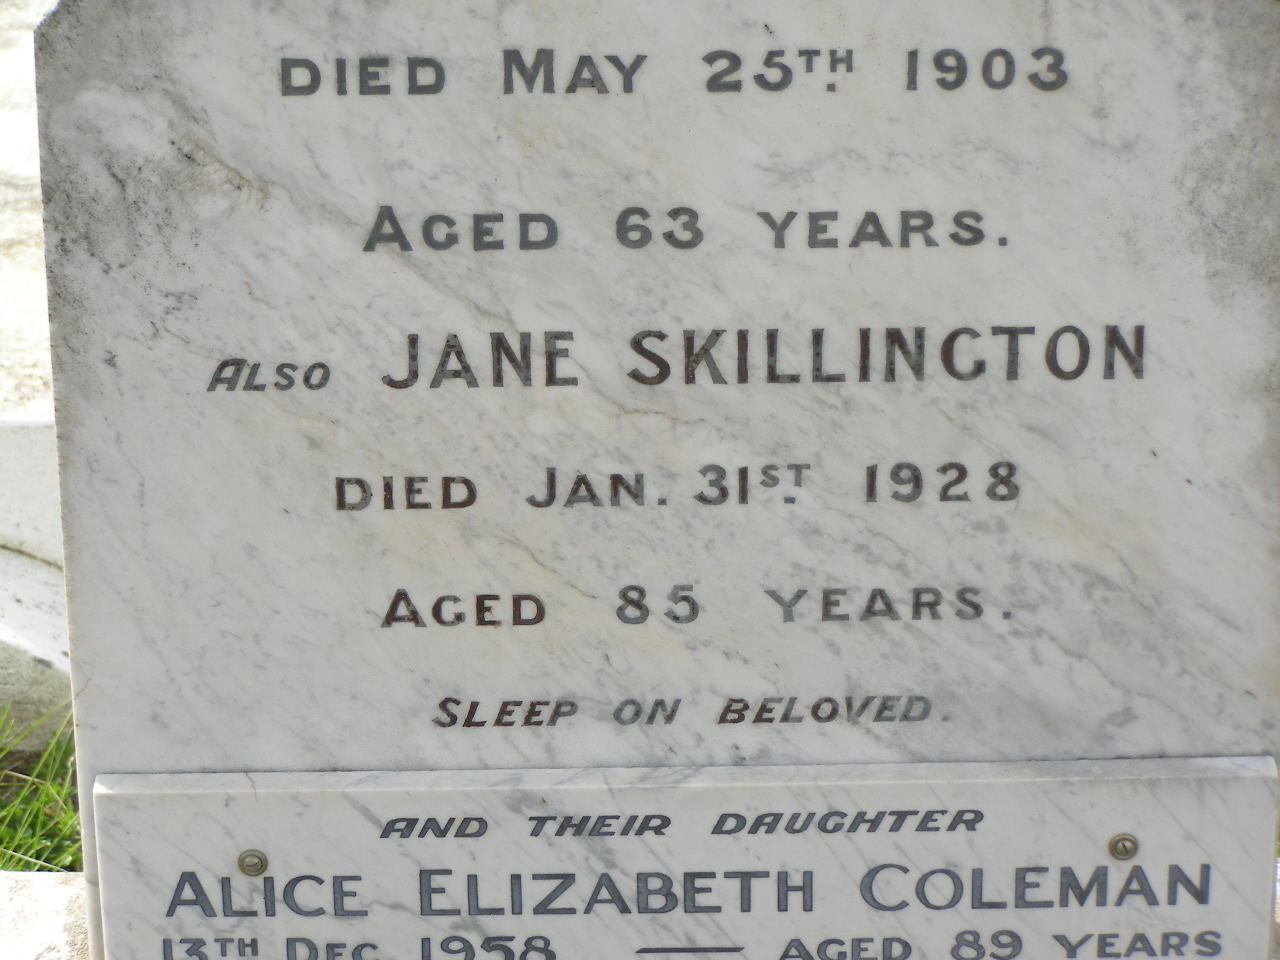 DIED MAY 25TH. 1903
AGED 63 YEARS.
ALSO JANE SKILLINGTON
DIED JAN. 31ST. 1928
AGED 85 YEARS.
SLEEP ON BELOVED.
AND THEIR DAUGHTER
ALICE ELIZABETH COLEMAN
13TH DEC. 1958 — AGED 89 YEARS